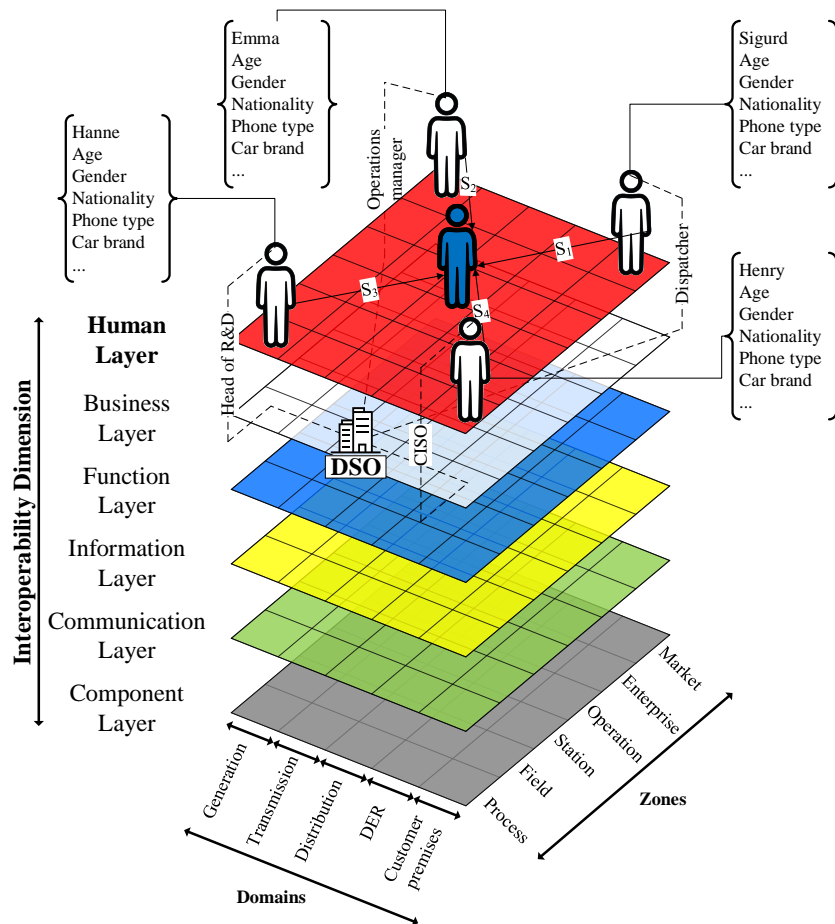 Emma
Age
Gender
Nationality
Phone type
Car brand
...
Sigurd
Age
Gender
Nationality
Phone type
Car brand
...
Hanne
Age
Gender
Nationality
Phone type
Car brand
...
Operations
manager
S2
S1
S3
S4
Dispatcher
Henry
Age
Gender
Nationality
Phone type
Car brand
...
Head of R&D
CISO
DSO
Interoperability Dimension
Human
Layer
Business
Layer
Function
Layer
Information
Layer
Communication
Layer
Component
Layer
Market
Enterprise
Operation
Station
Field
Process
Zones
Generation
Transmission
Distribution
DER
Customer
premises
Domains